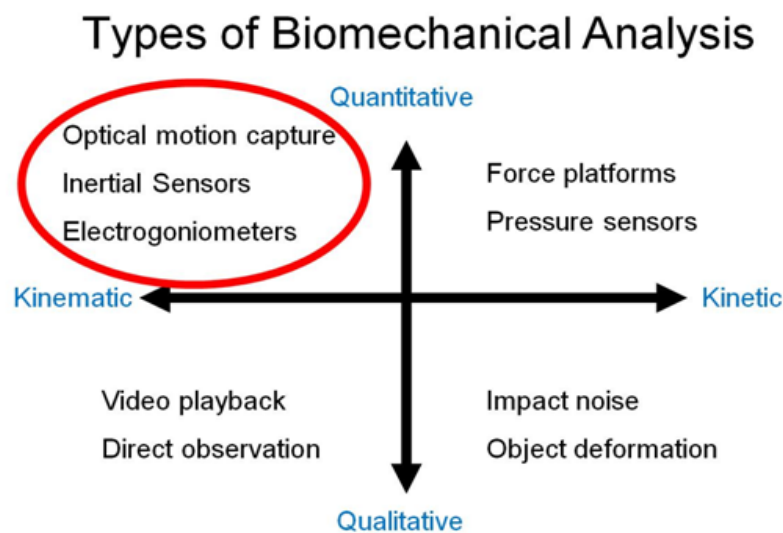 Types of Biomechanical Analysis
Quantitative
Optical motion capture
Inertial Sensors
Electrogoniometers
Force platforms
Pressure sensors
Kinematic
Kinetic
Video playback
Direct observation
Impact noise
Object deformation
Qualitative